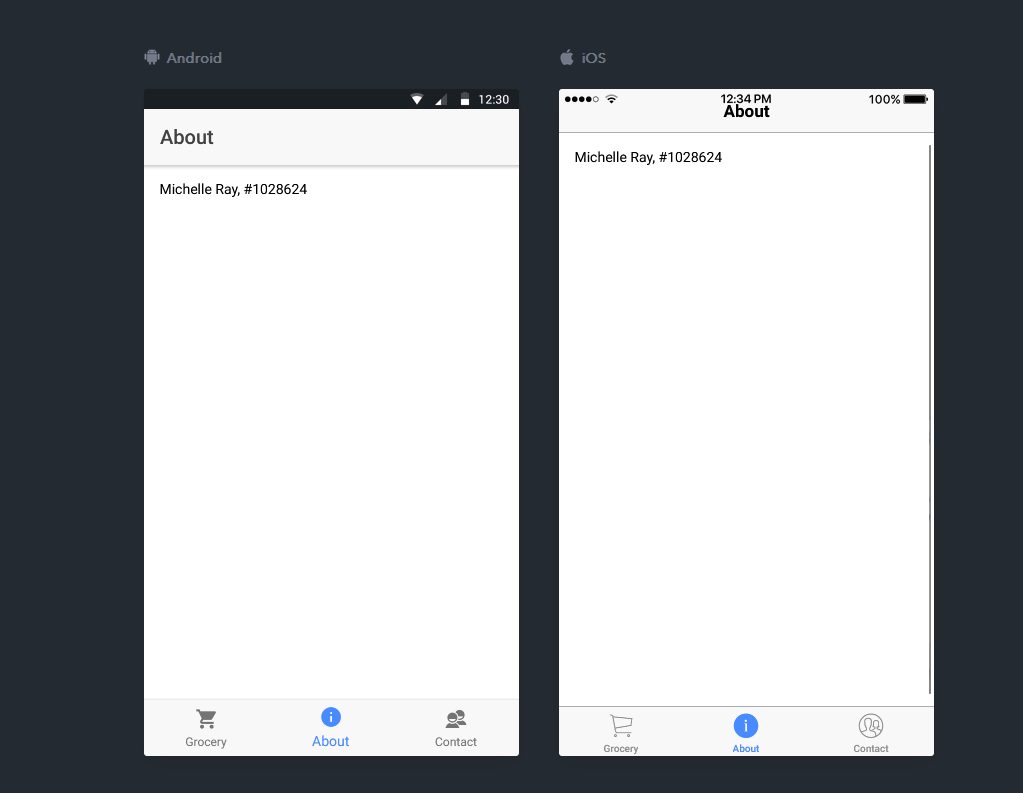 Android
12:30
About
Michelle Ray, #1028624
Grocery
About
Contact
iOS
12:34 PM
100%
About
Michelle Ray, #1028624
Grocery
About
Contact